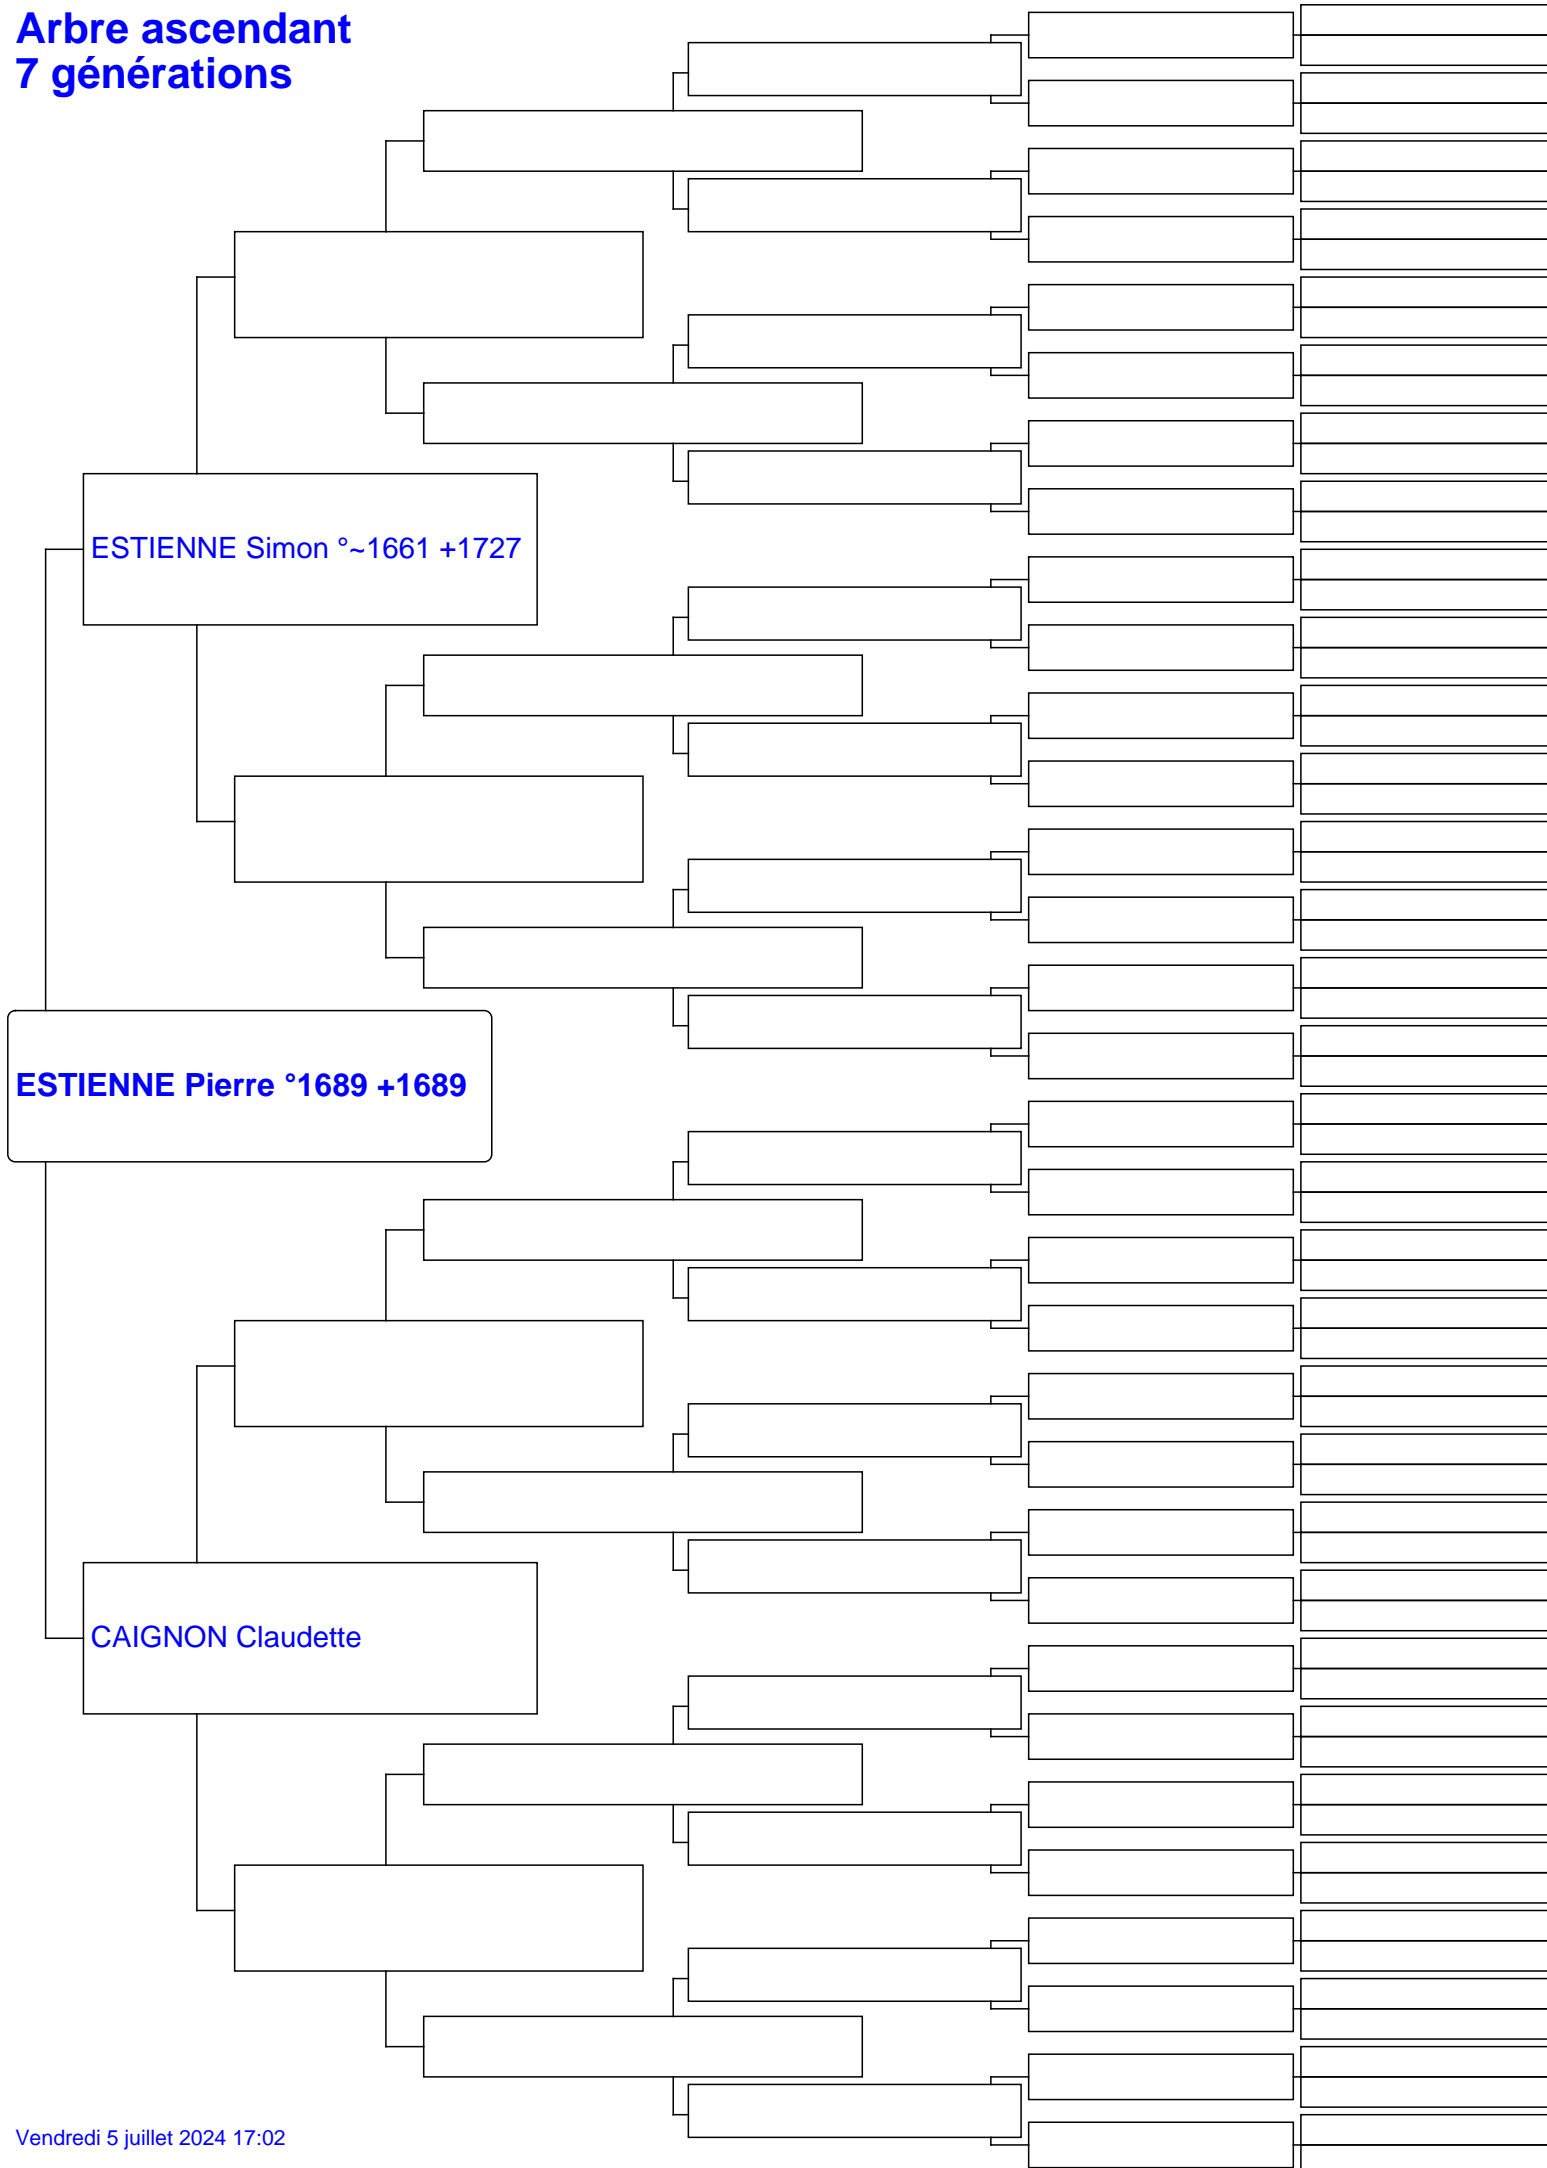 Arbre ascendant
7 générations
ESTIENNE Simon °~1661 +1727
ESTIENNE Pierre °1689 +1689
CAIGNON Claudette
Vendredi 5 juillet 2024 17:02